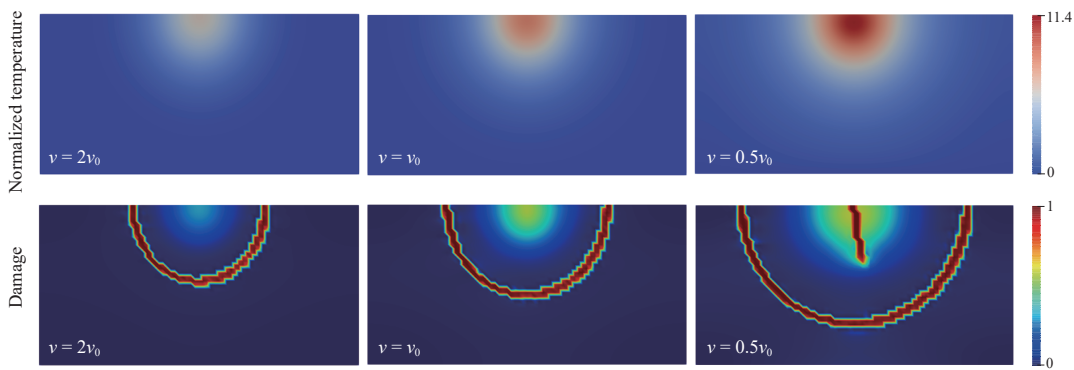 Normalized temperature
v = 2v₀
v = v₀
v = 0.5v₀
11.4
0
Damage
v = 2v₀
v = v₀
v = 0.5v₀
1
0